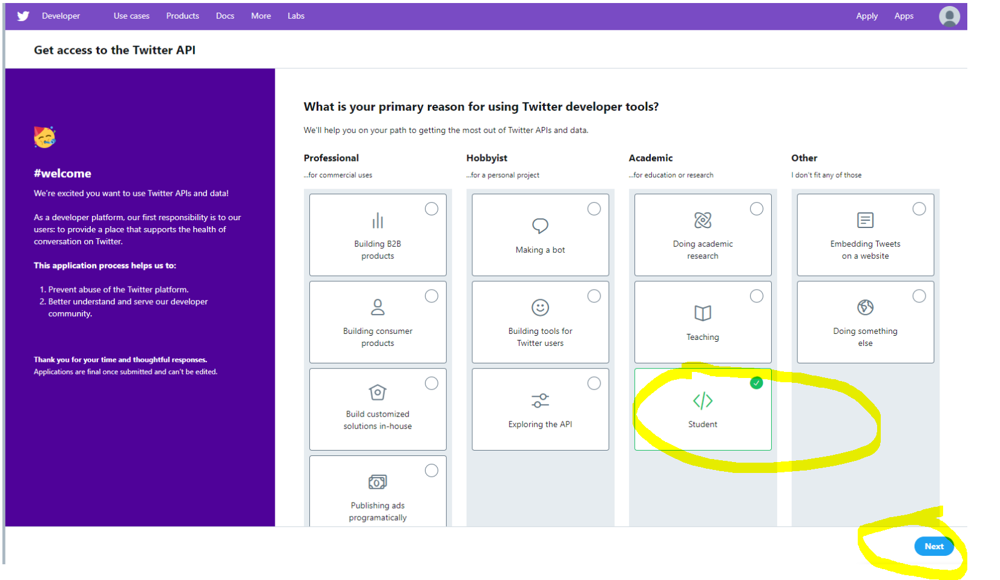 Developer Use cases Products Docs More Labs Apply Apps
Get access to the Twitter API
#welcome
We're excited you want to use Twitter APIs and data!
As a developer platform, our first responsibility is to our
users: to provide a place that supports the health of
conversation on Twitter.
This application process helps us to:
1. Prevent abuse of the Twitter platform.
2. Better understand and serve our developer
community.
Thank you for your time and thoughtful responses.
Applications are final once submitted and can't be edited.
What is your primary reason for using Twitter developer tools?
We'll help you on your path to getting the most out of Twitter APIs and data.
Professional
...for commercial uses
Building B2B
products
Building consumer
products
Build customized
solutions in-house
Publishing ads
programatically
Hobbyist
...for a personal project
Making a bot
Building tools for
Twitter users
Exploring the API
Academic
...for education or research
Doing academic
research
Teaching
Student
Other
I don't fit any of those
Embedding Tweets
on a website
Doing something
else
Next